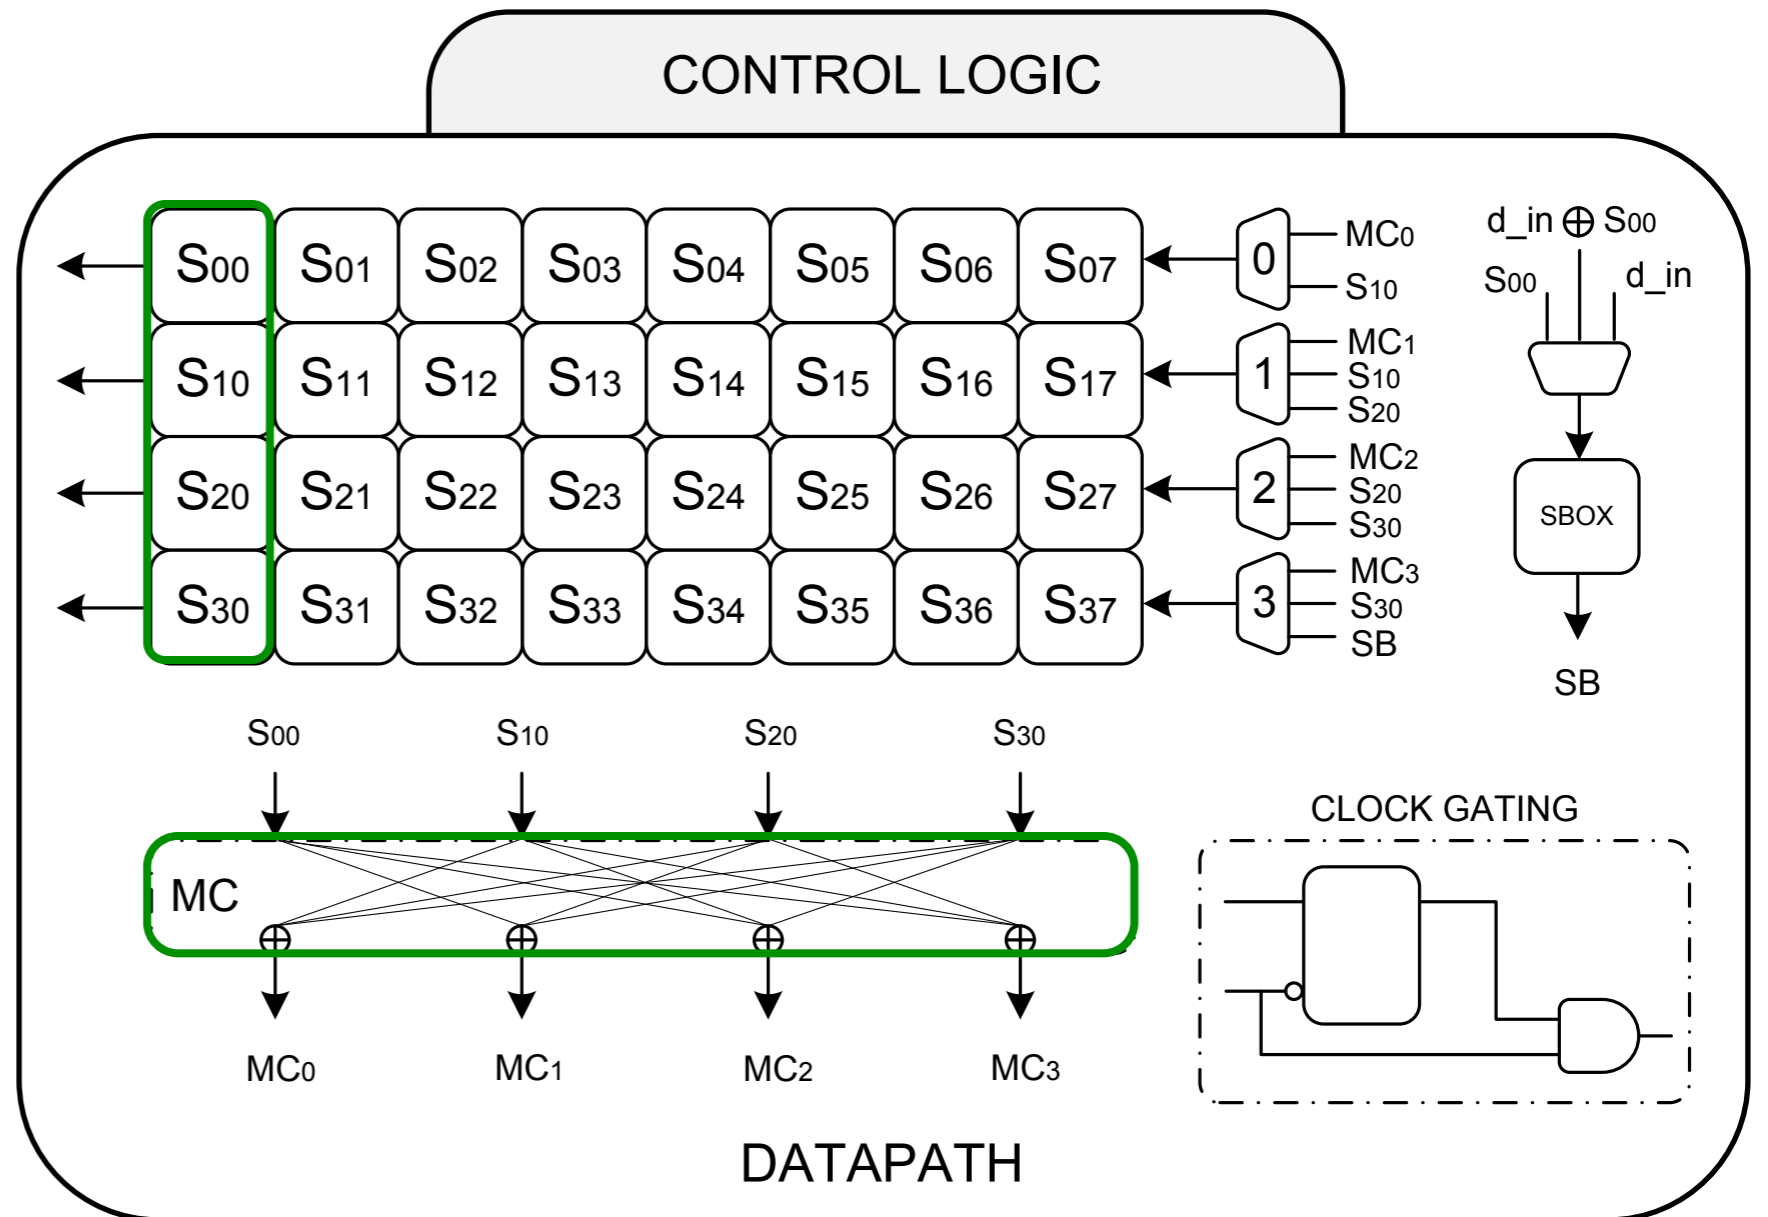 CONTROL LOGIC
S00 S01 S02 S03 S04 S05 S06 S07
S10 S11 S12 S13 S14 S15 S16 S17
S20 S21 S22 S23 S24 S25 S26 S27
S30 S31 S32 S33 S34 S35 S36 S37
0
MC0
S10
1
MC1
S10
S20
2
MC2
S20
S30
3
MC3
S30
SB
d_in ⊕ S00
S00
d_in
SBOX
SB
S00 S10 S20 S30
MC
MC0 MC1 MC2 MC3
CLOCK GATING
DATAPATH